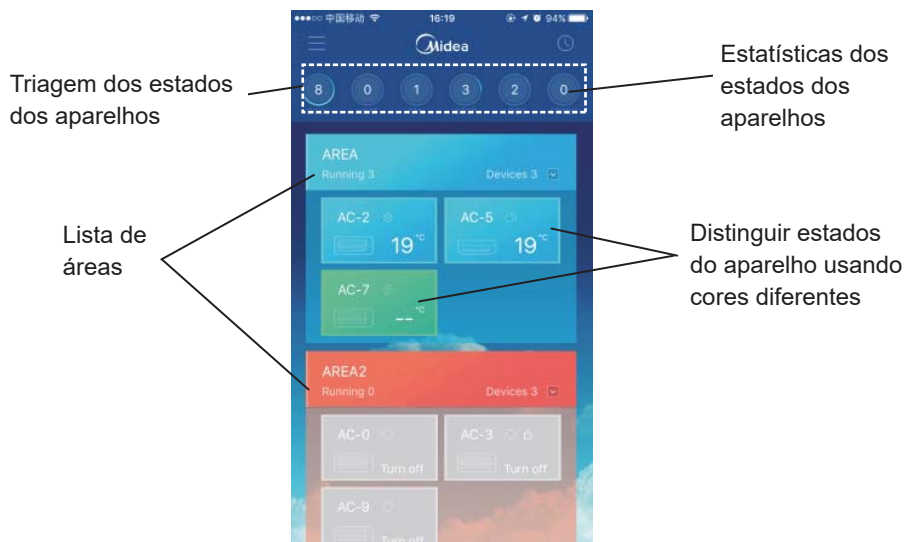 中国移动 16:19 94%
Midea
8 0 1 3 2 0
Triagem dos estados
dos aparelhos
Estatísticas dos
estados dos
aparelhos
AREA
Running 3 Devices 3
AC-2 19°C
AC-5 19°C
AC-7 --°C
Lista de
áreas
Distinguir estados
do aparelho usando
cores diferentes
AREA2
Running 0 Devices 3
AC-0 Turn off
AC-3 Turn off
AC-9 Turn off